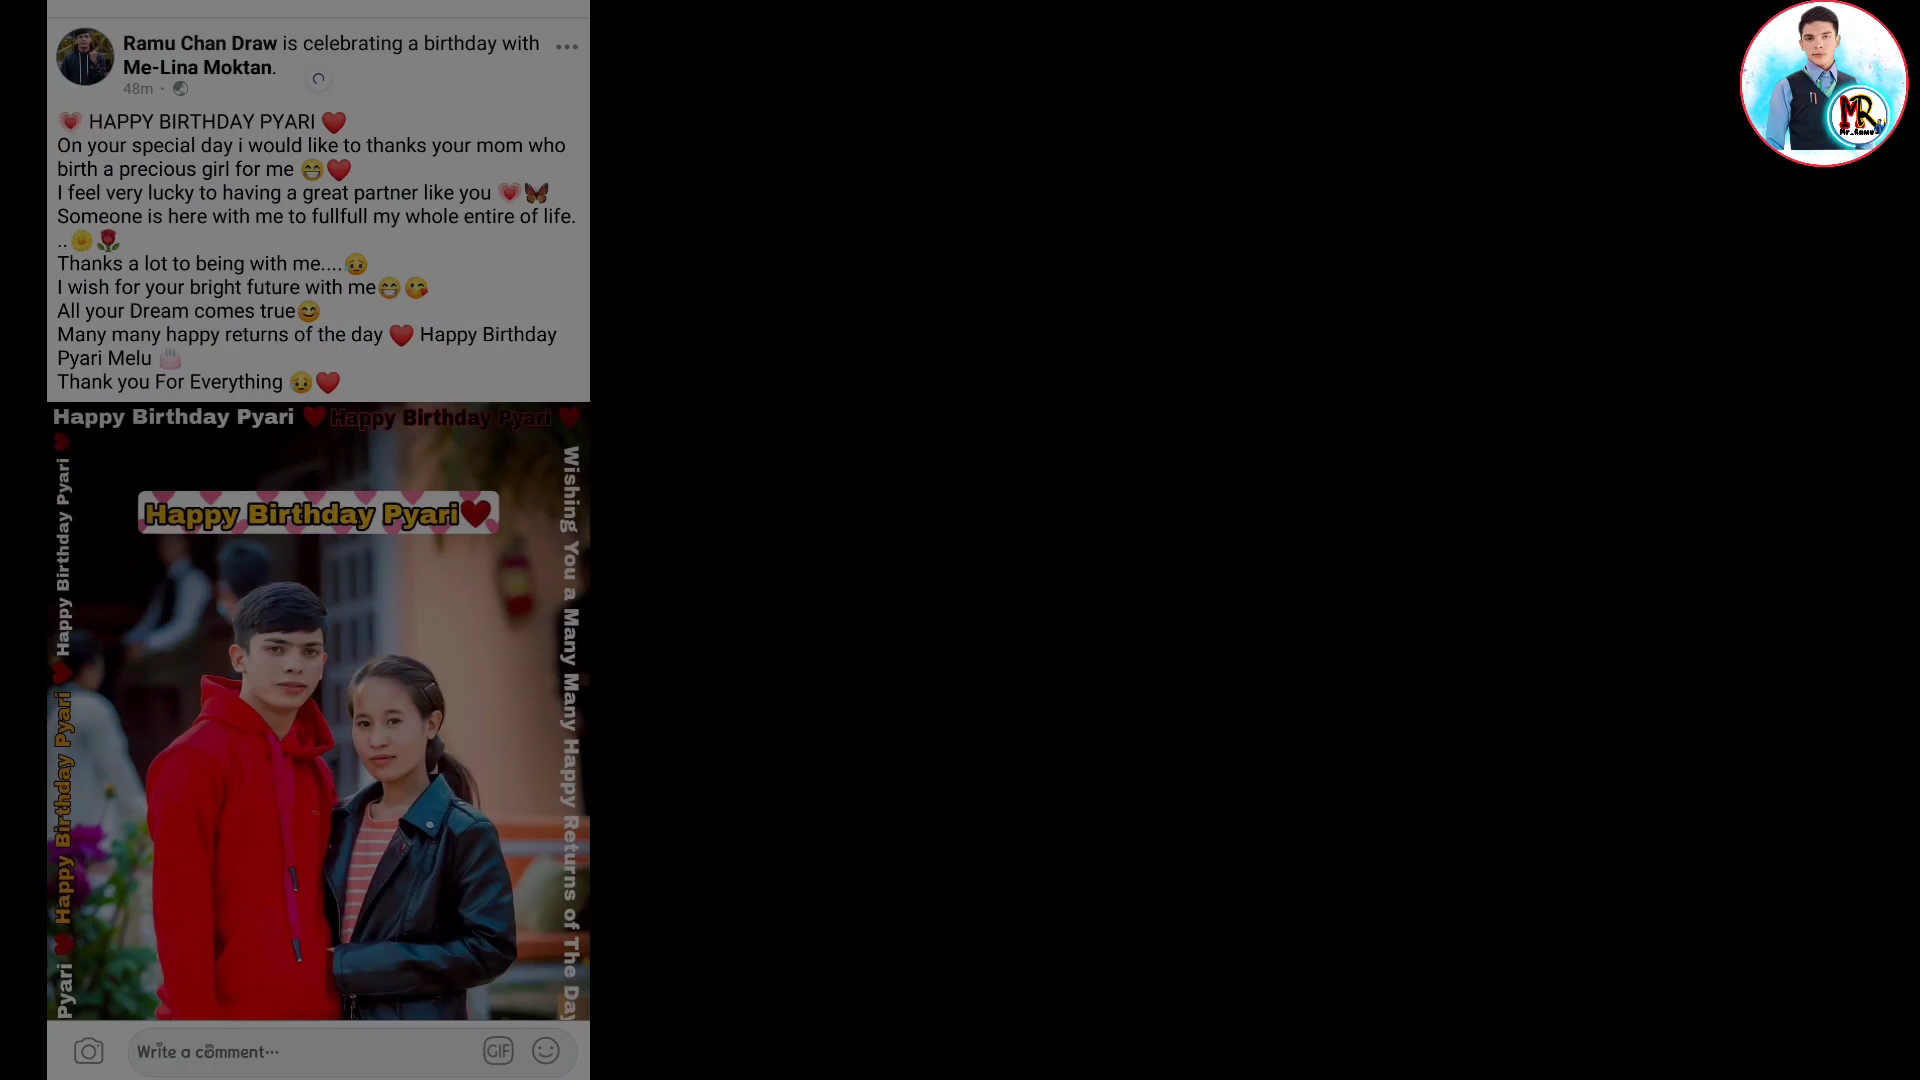 Ramu Chan Draw is celebrating a birthday with
Me-Lina Moktan.
48m ·
💗 HAPPY BIRTHDAY PYARI ❤️
On your special day i would like to thanks your mom who
birth a precious girl for me 😁❤️
I feel very lucky to having a great partner like you 💗🦋
Someone is here with me to fullfull my whole entire of life.
..🌼🌹
Thanks a lot to being with me....😥
I wish for your bright future with me😁😘
All your Dream comes true😊
Many many happy returns of the day ❤️ Happy Birthday
Pyari Melu 🎂
Thank you For Everything 😥❤️
Happy Birthday Pyari ❤️Happy Birthday Pyari ❤️
Happy Birthday Pyari❤️
Pyari ❤️ Happy Birthday Pyari ❤️ Happy Birthday Pyari ❤️
Wishing You a Many Many Happy Returns of The Day
Write a comment...
GIF
MR
Mr_Ramu